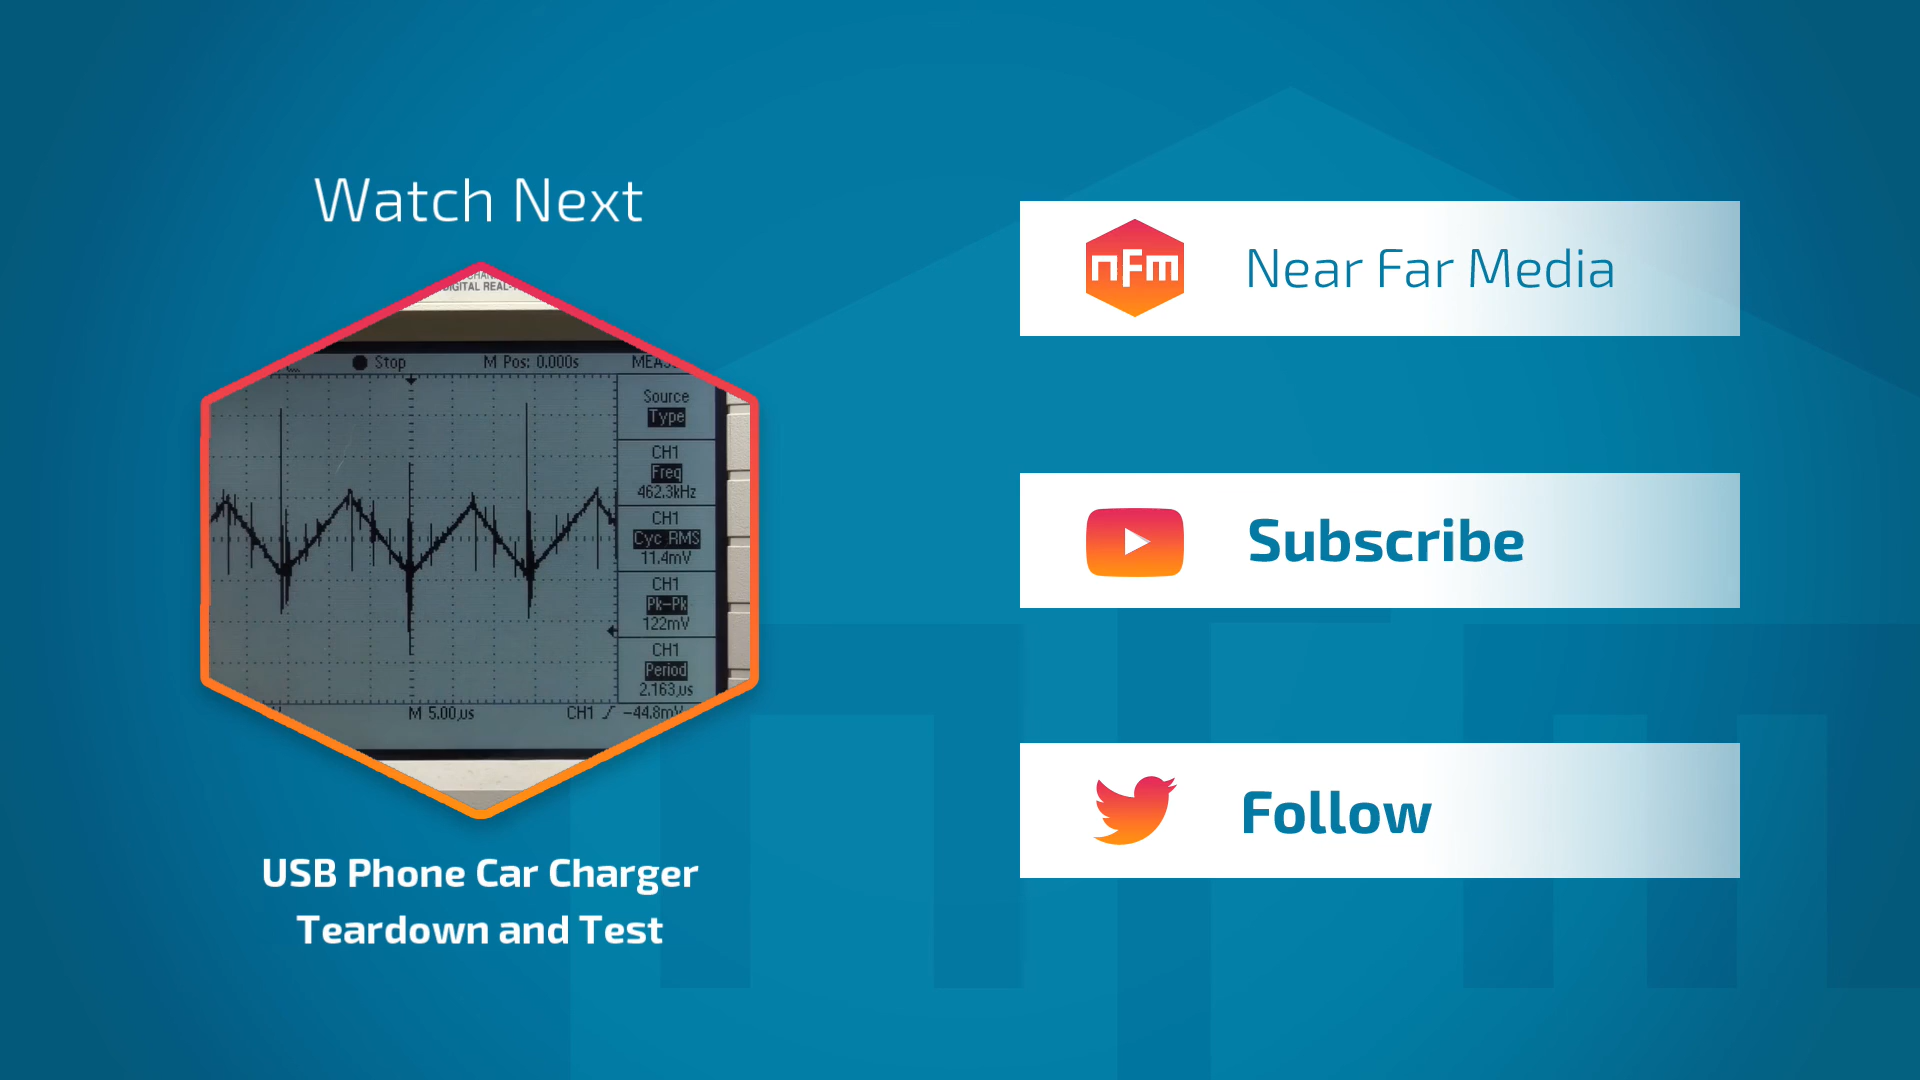 Watch Next
DIGITAL REAL-
Stop
M Pos: 0.000s
Source
Type
CH1
Freq
462.3kHz
CH1
Cyc RMS
11.4mV
CH1
Pk-Pk
122mV
CH1
Period
2.163µs
M 5.00µs
CH1
-44.8mV
USB Phone Car Charger
Teardown and Test
nFm
Near Far Media
Subscribe
Follow